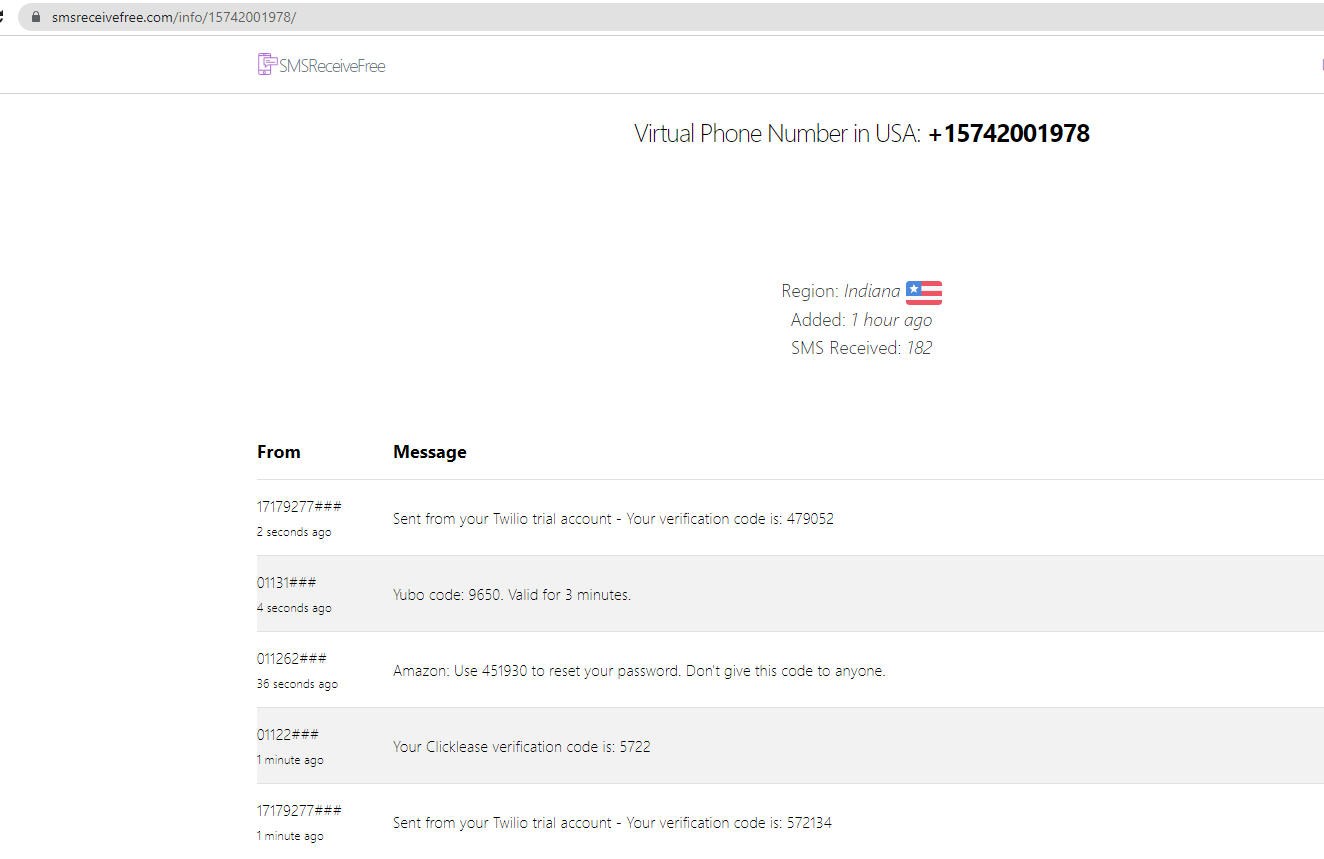 smsreceivefree.com/info/15742001978/
SMSReceiveFree
Virtual Phone Number in USA: +15742001978
Region: Indiana
Added: 1 hour ago
SMS Received: 182
From Message
17179277###
2 seconds ago
Sent from your Twilio trial account - Your verification code is: 479052
01131###
4 seconds ago
Yubo code: 9650. Valid for 3 minutes.
011262###
36 seconds ago
Amazon: Use 451930 to reset your password. Don't give this code to anyone.
01122###
1 minute ago
Your Clicklease verification code is: 5722
17179277###
1 minute ago
Sent from your Twilio trial account - Your verification code is: 572134